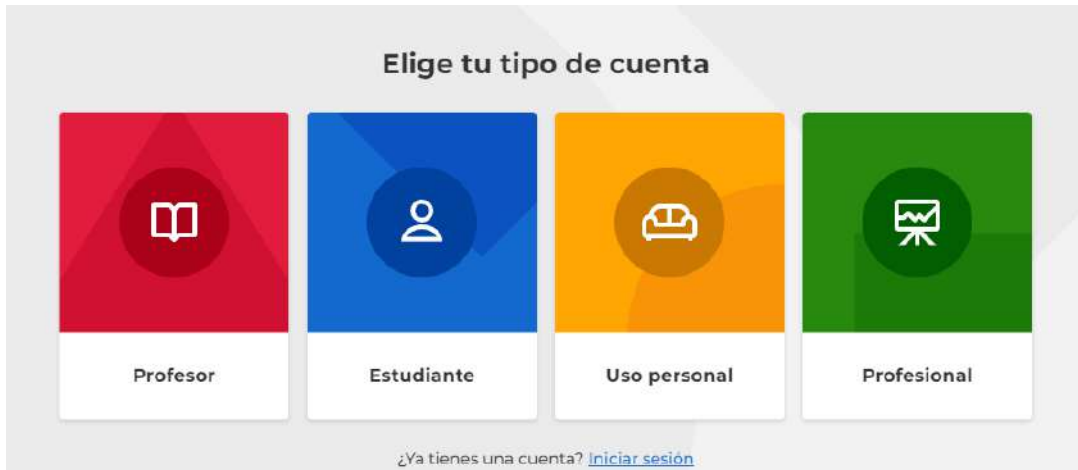 Elige tu tipo de cuenta
Profesor
Estudiante
Uso personal
Profesional
¿Ya tienes una cuenta? Iniciar sesión